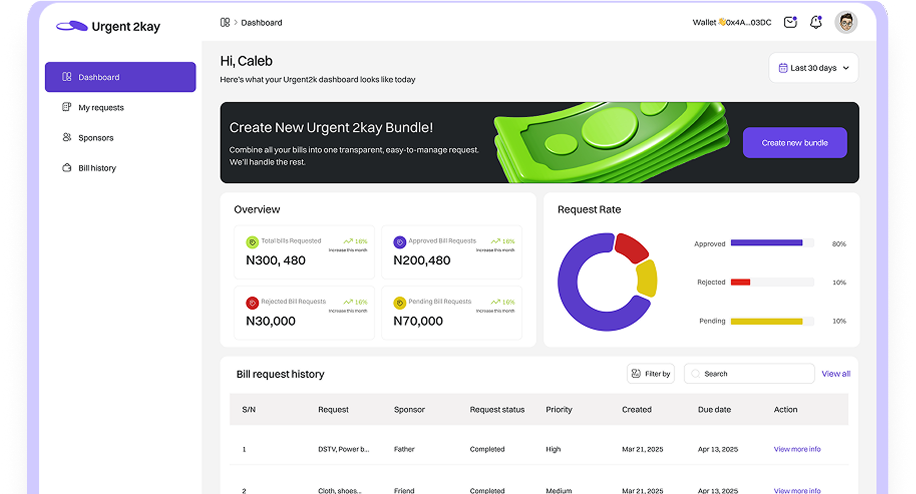 Urgent 2kay
Dashboard
Wallet 👋0x4A...03DC
Dashboard
My requests
Sponsors
Bill history
Hi, Caleb
Here's what your Urgent2k dashboard looks like today
Last 30 days
Create New Urgent 2kay Bundle!
Combine all your bills into one transparent, easy-to-manage request.
We'll handle the rest.
Create new bundle
Overview
Total bills Requested
16%
Increase this month
N300, 480
Approved Bill Requests
16%
Increase this month
N200,480
Rejected Bill Requests
16%
Increase this month
N30,000
Pending Bill Requests
16%
Increase this month
N70,000
Request Rate
Approved 80%
Rejected 10%
Pending 10%
Bill request history
Filter by
Search
View all
S/N Request Sponsor Request status Priority Created Due date Action
1 DSTV, Power b... Father Completed High Mar 21, 2025 Apr 13, 2025 View more info
2 Cloth, shoes... Friend Completed Medium Mar 21, 2025 Apr 13, 2025 View more info